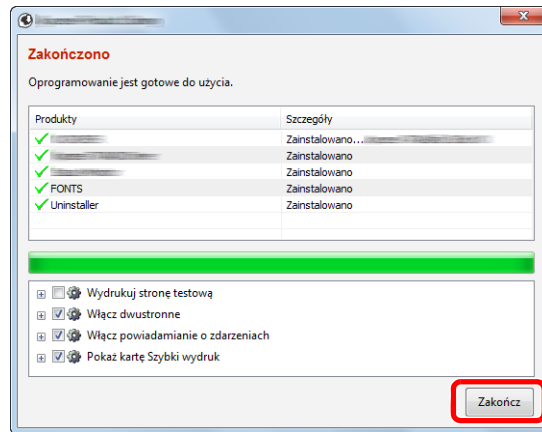 Zakończono
Oprogramowanie jest gotowe do użycia.
Produkty Szczegóły
Zainstalowano...
Zainstalowano
Zainstalowano
FONTS Zainstalowano
Uninstaller Zainstalowano
Wydrukuj stronę testową
Włącz dwustronne
Włącz powiadamianie o zdarzeniach
Pokaż kartę Szybki wydruk
Zakończ